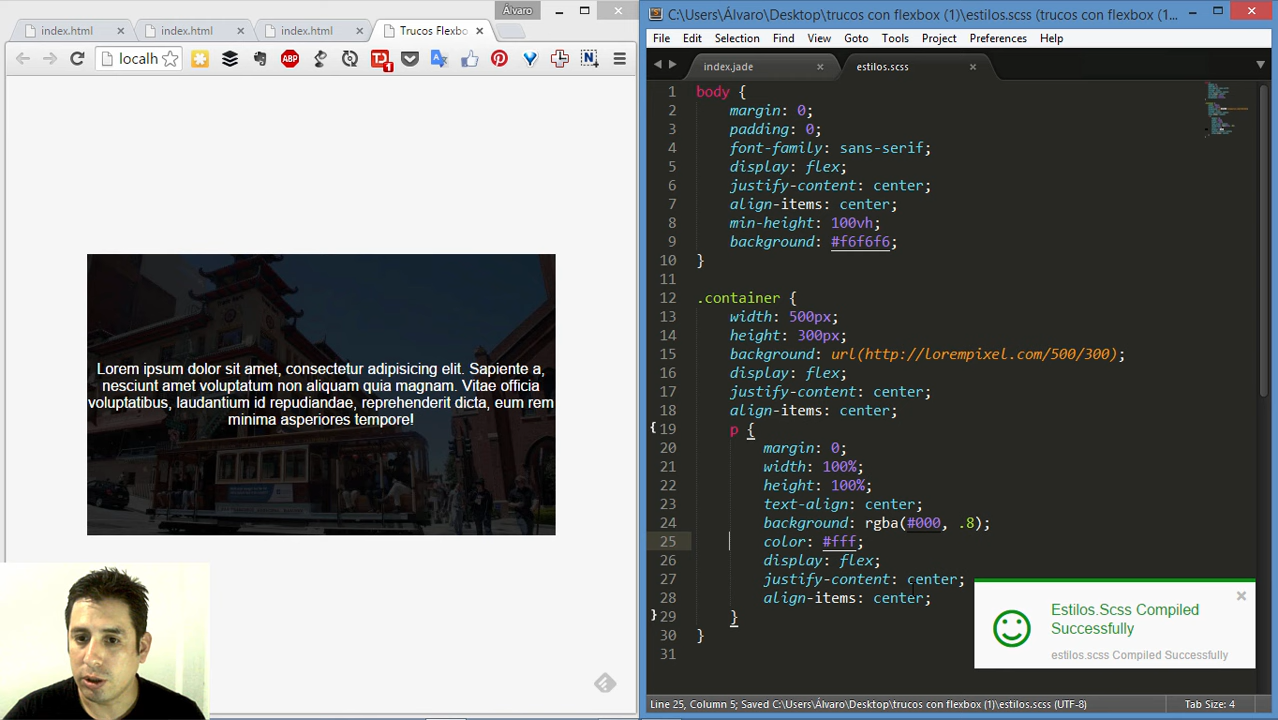 Alvaro
index.html
index.html
index.html
Trucos Flexbo
localh
ABP
TD
1
N
C:\Users\Álvaro\Desktop\trucos con flexbox (1)\estilos.scss (trucos con flexbox (1...
File Edit Selection Find View Goto Tools Project Preferences Help
index.jade
estilos.scss
1 body {
2 margin: 0;
3 padding: 0;
4 font-family: sans-serif;
5 display: flex;
6 justify-content: center;
7 align-items: center;
8 min-height: 100vh;
9 background: #f6f6f6;
10 }
11
12 .container {
13 width: 500px;
14 height: 300px;
15 background: url(http://lorempixel.com/500/300);
16 display: flex;
17 justify-content: center;
18 align-items: center;
19 p {
20 margin: 0;
21 width: 100%;
22 height: 100%;
23 text-align: center;
24 background: rgba(#000, .8);
25 color: #fff;
26 display: flex;
27 justify-content: center;
28 align-items: center;
29 }
30 }
31
Lorem ipsum dolor sit amet, consectetur adipisicing elit. Sapiente a,
nesciunt amet voluptatum non aliquam quia magnam. Vitae officia
voluptatibus, laudantium id repudiandae, reprehenderit dicta, eum rem
minima asperiores tempore!
Estilos.Scss Compiled
Successfully
estilos.scss Compiled Successfully
Line 25, Column 5; Saved C:\Users\Álvaro\Desktop\trucos con flexbox (1)\estilos.scss (UTF-8)
Tab Size: 4